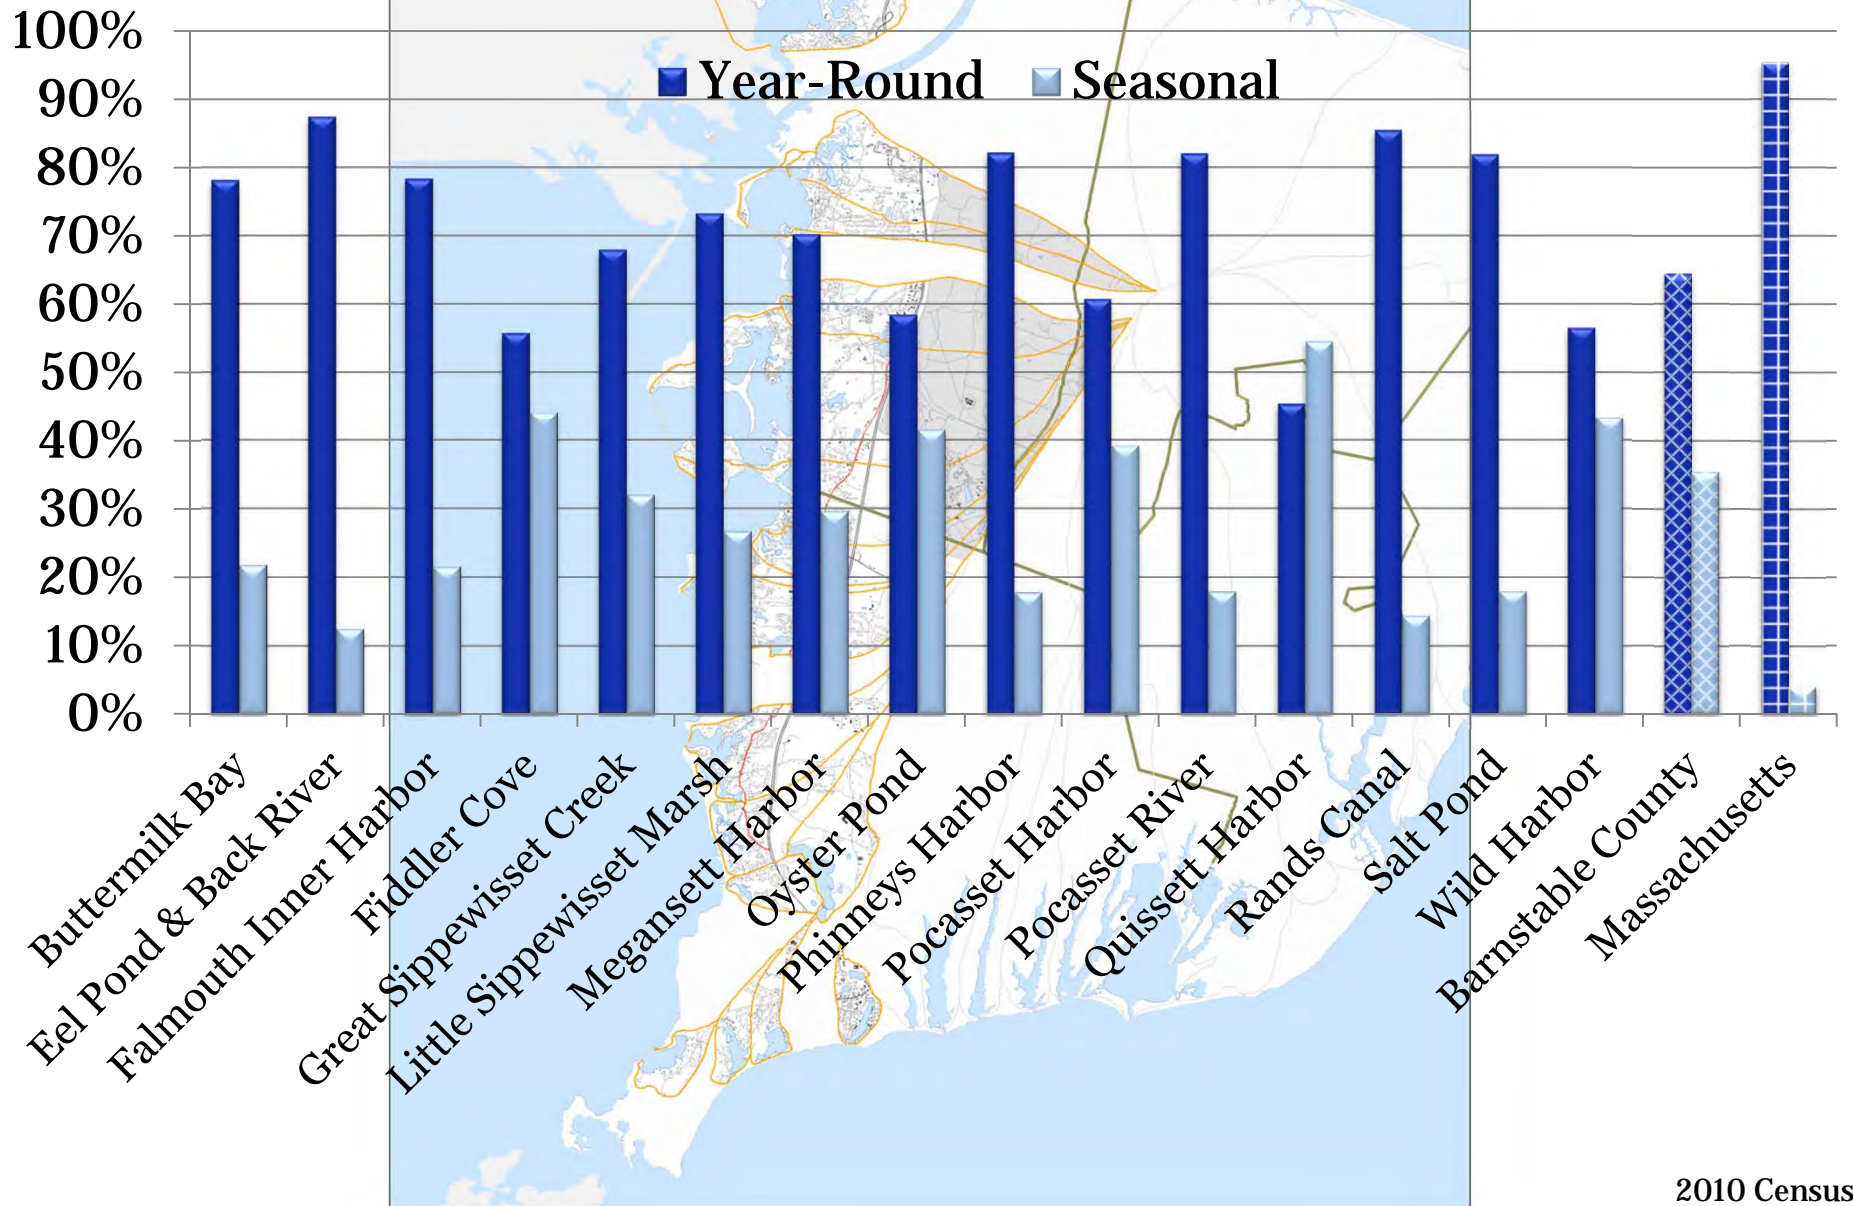 100%
90%
80%
70%
60%
50%
40%
30%
20%
10%
0%
Year-Round
Seasonal
Buttermilk Bay
Eel Pond & Back River
Falmouth Inner Harbor
Fiddler Cove
Great Sippewisset Creek
Little Sippewisset Marsh
Megansett Harbor
Oyster Pond
Phinneys Harbor
Pocasset Harbor
Pocasset River
Quissett Harbor
Rands Canal
Salt Pond
Wild Harbor
Barnstable County
Massachusetts
2010 Census